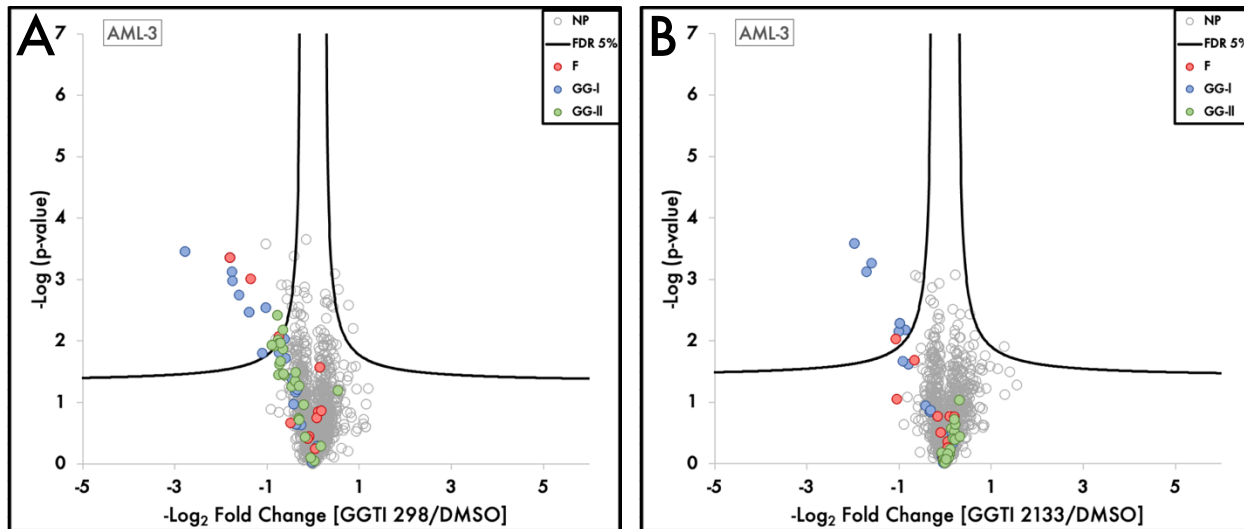 A
AML-3
NP
FDR 5%
F
GG-I
GG-II
7
6
5
4
3
2
1
0
-Log (p-value)
-5
-3
-1
1
3
5
-Log2 Fold Change [GGTI 298/DMSO]
B
AML-3
NP
FDR 5%
F
GG-I
GG-II
7
6
5
4
3
2
1
0
-Log (p-value)
-5
-3
-1
1
3
5
-Log2 Fold Change [GGTI 2133/DMSO]